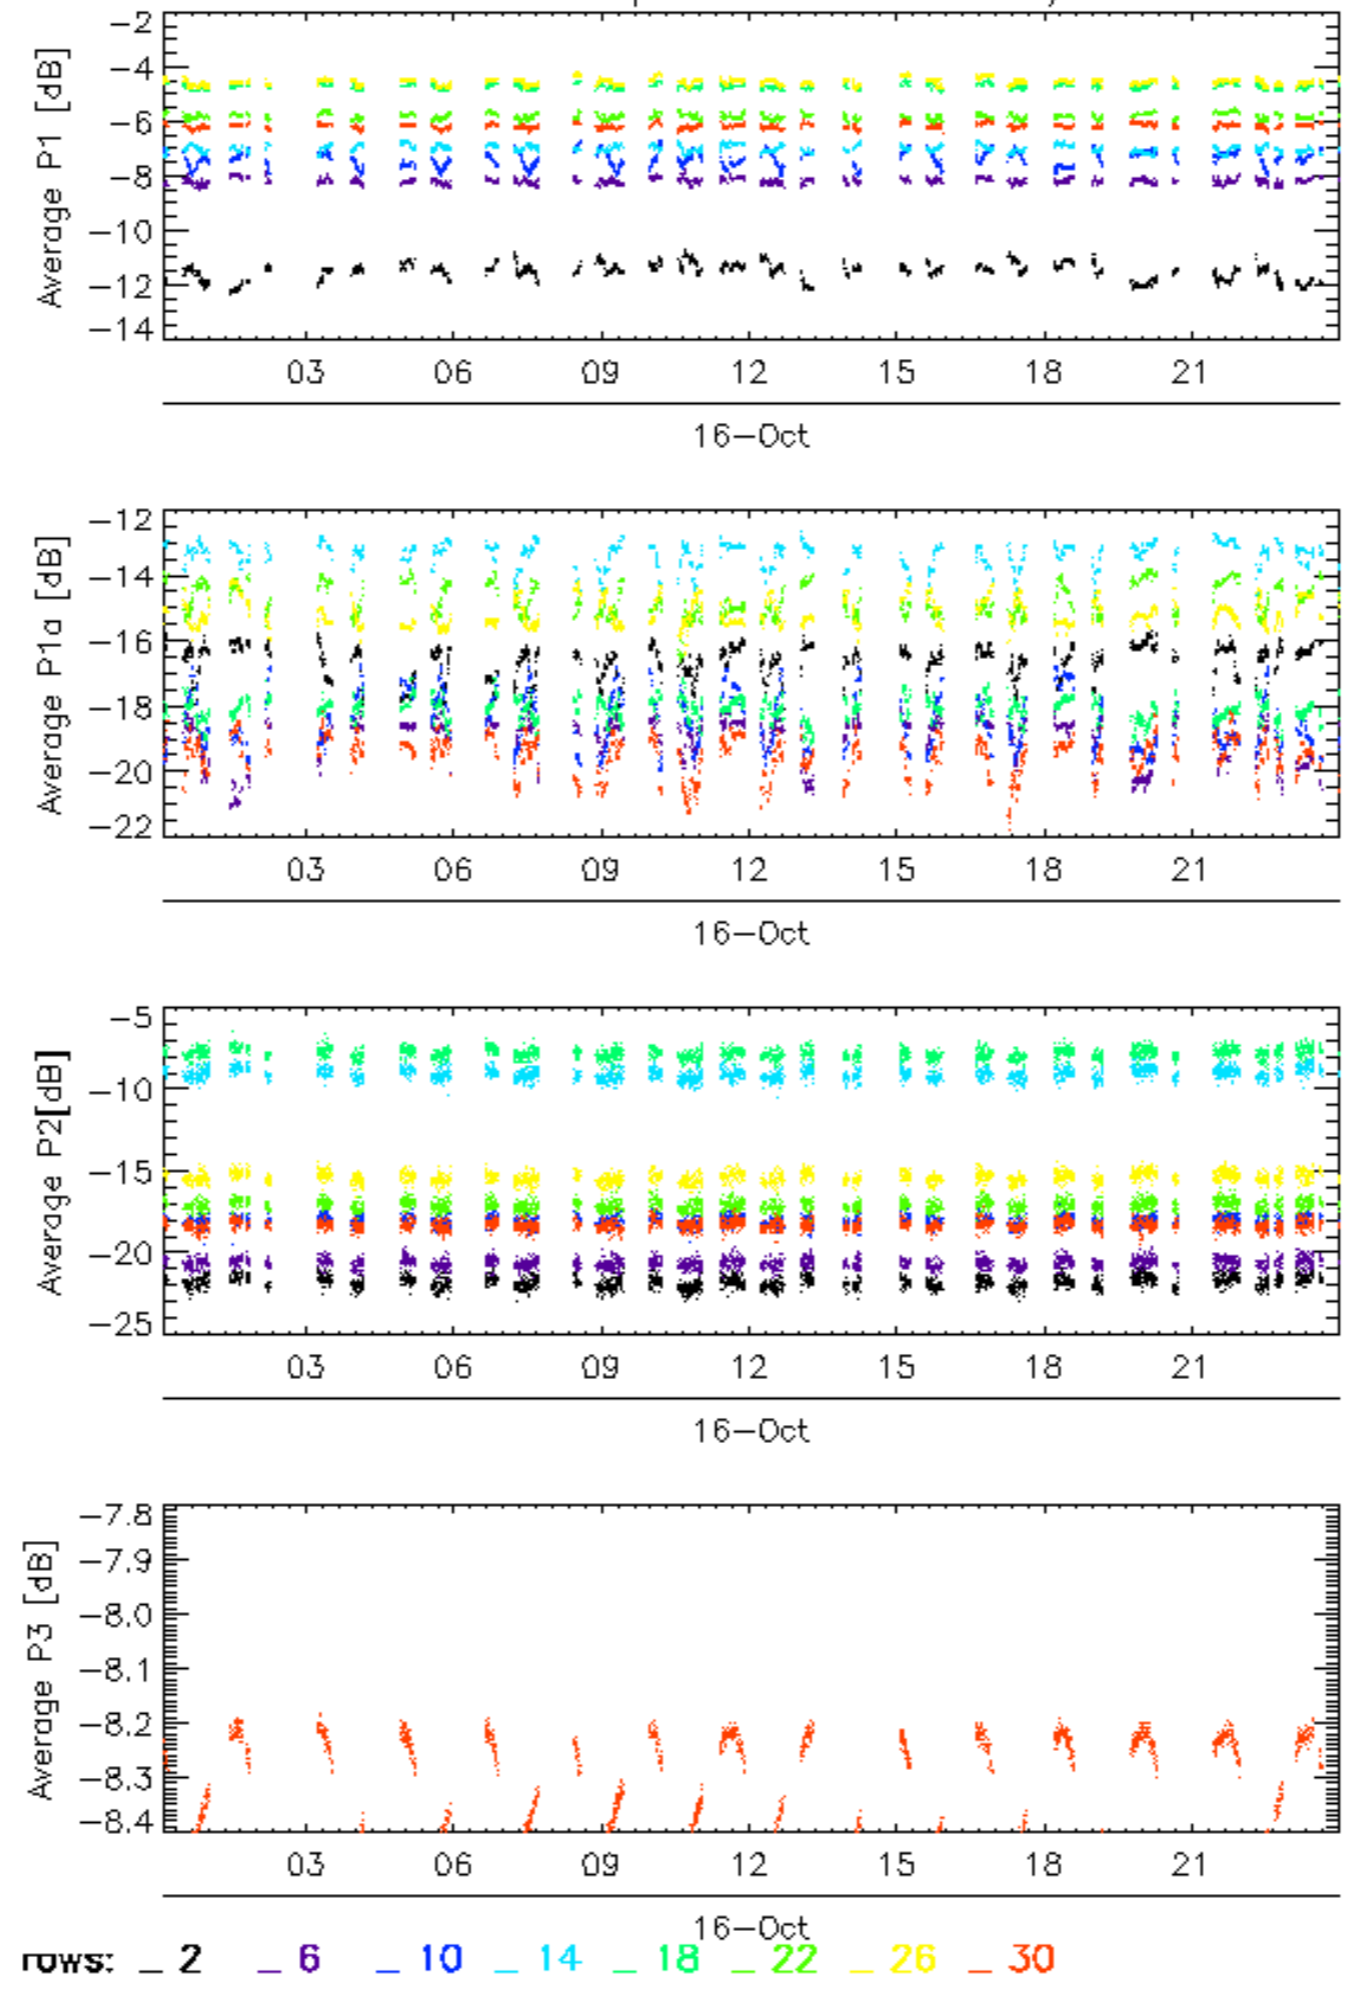 Average P1 [dB]
−2
−4
−6
−8
−10
−12
−14
03 06 09 12 15 18 21
16−Oct
Average P1a [dB]
−12
−14
−16
−18
−20
−22
03 06 09 12 15 18 21
16−Oct
Average P2[dB]
−5
−10
−15
−20
−25
03 06 09 12 15 18 21
16−Oct
Average P3 [dB]
−7.8
−7.9
−8.0
−8.1
−8.2
−8.3
−8.4
03 06 09 12 15 18 21
16−Oct
rows: _ 2 _ 6 _ 10 _ 14 _ 18 _ 22 _ 26 _ 30